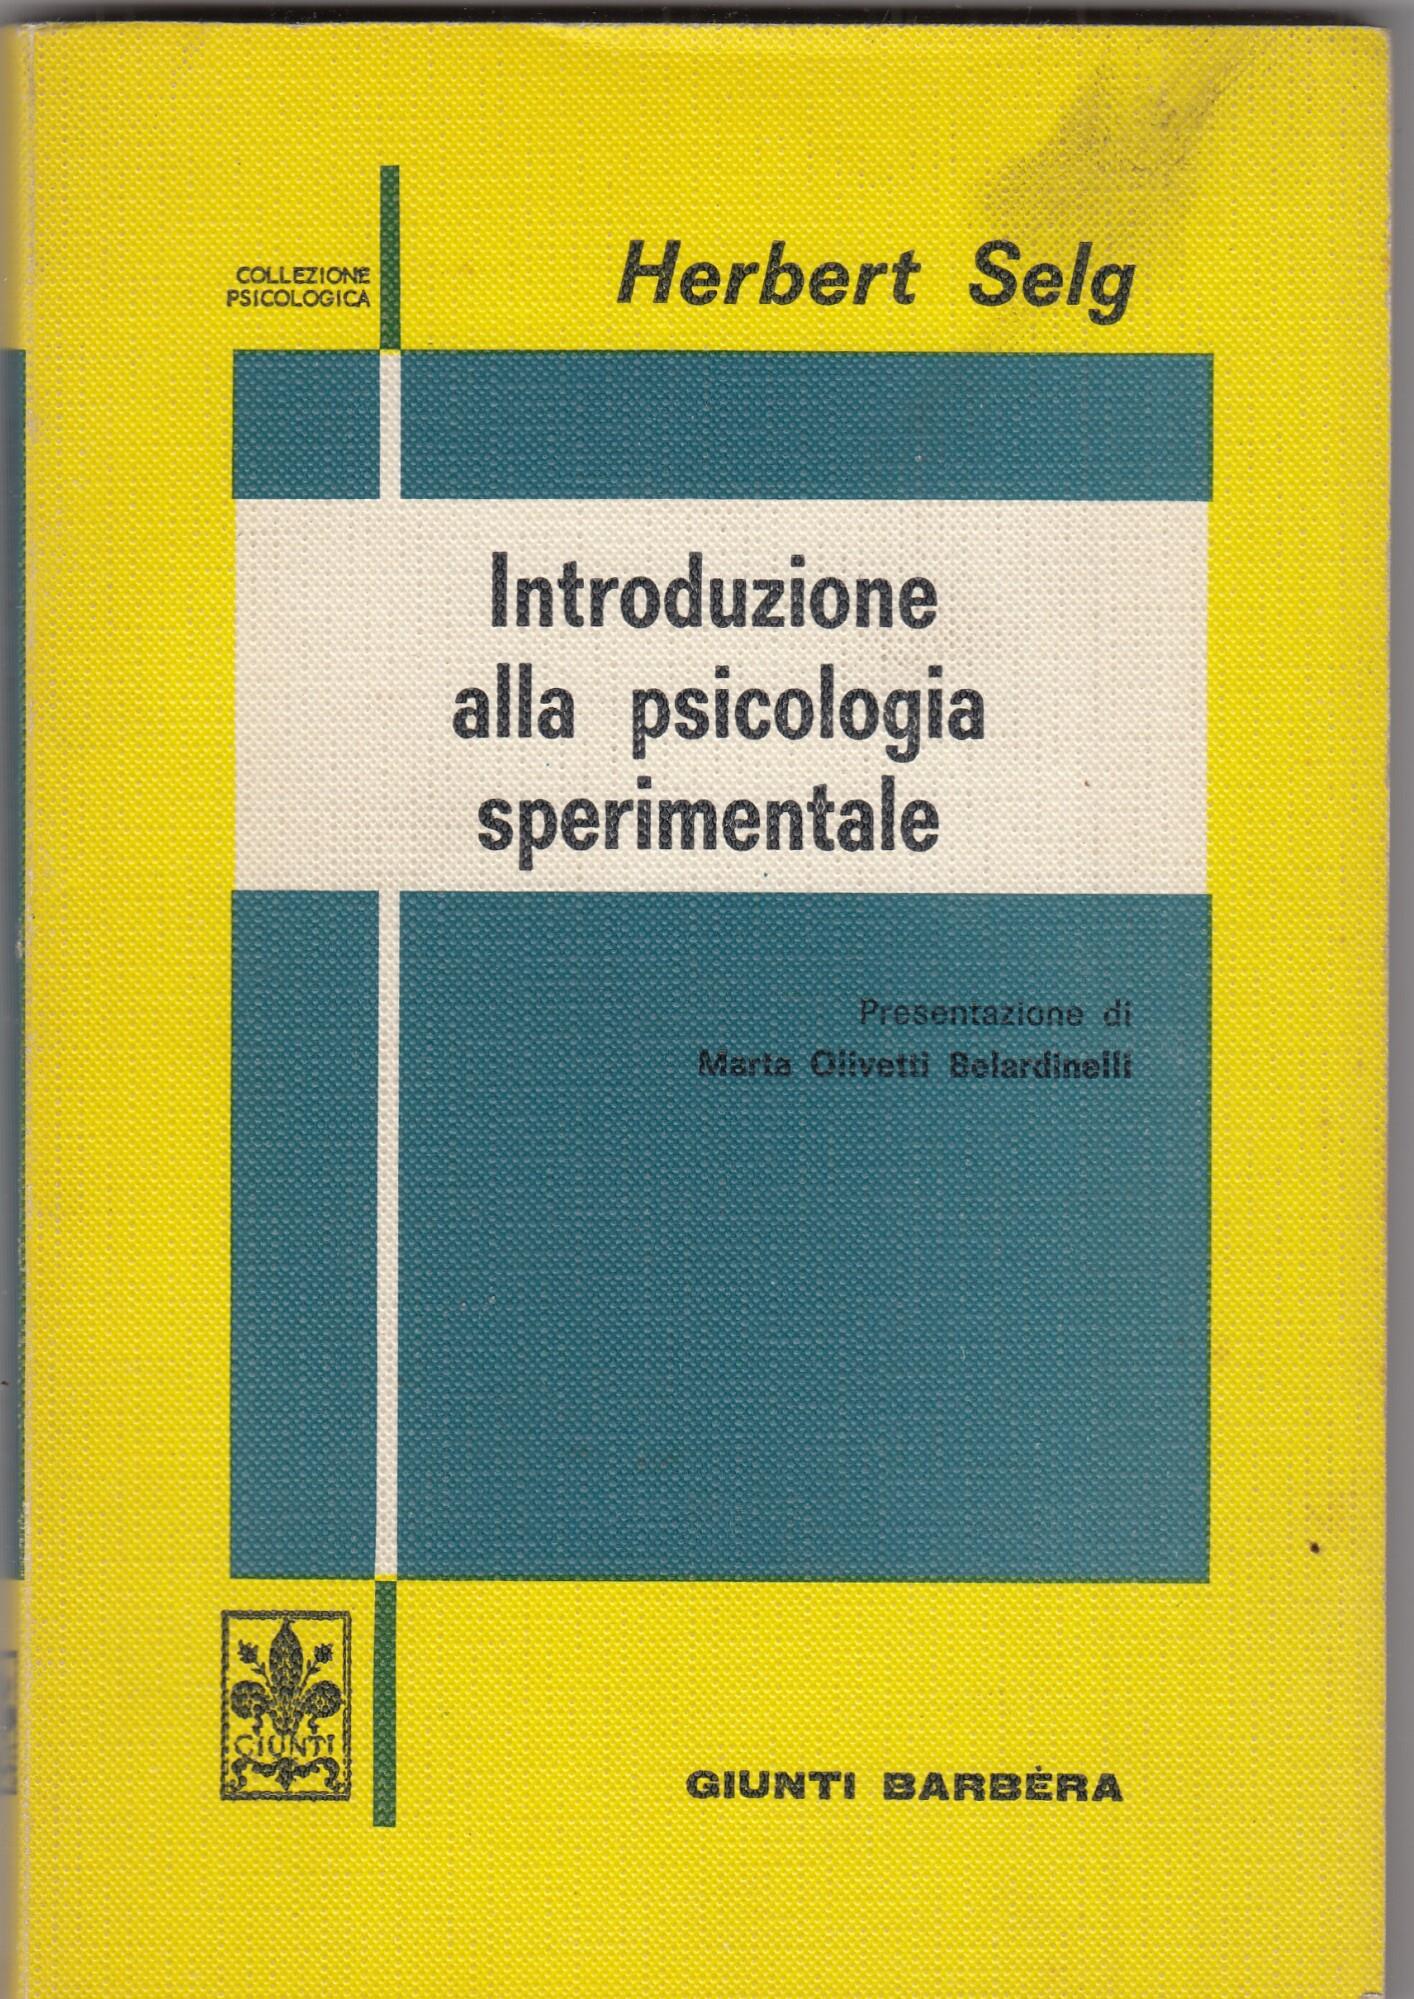 COLLEZIONE
PSICOLOGICA
Herbert Selg
Introduzione
alla psicologia
sperimentale
Presentazione di
Marta Olivetti Belardinelli
GIUNTI
GIUNTI BARBÈRA